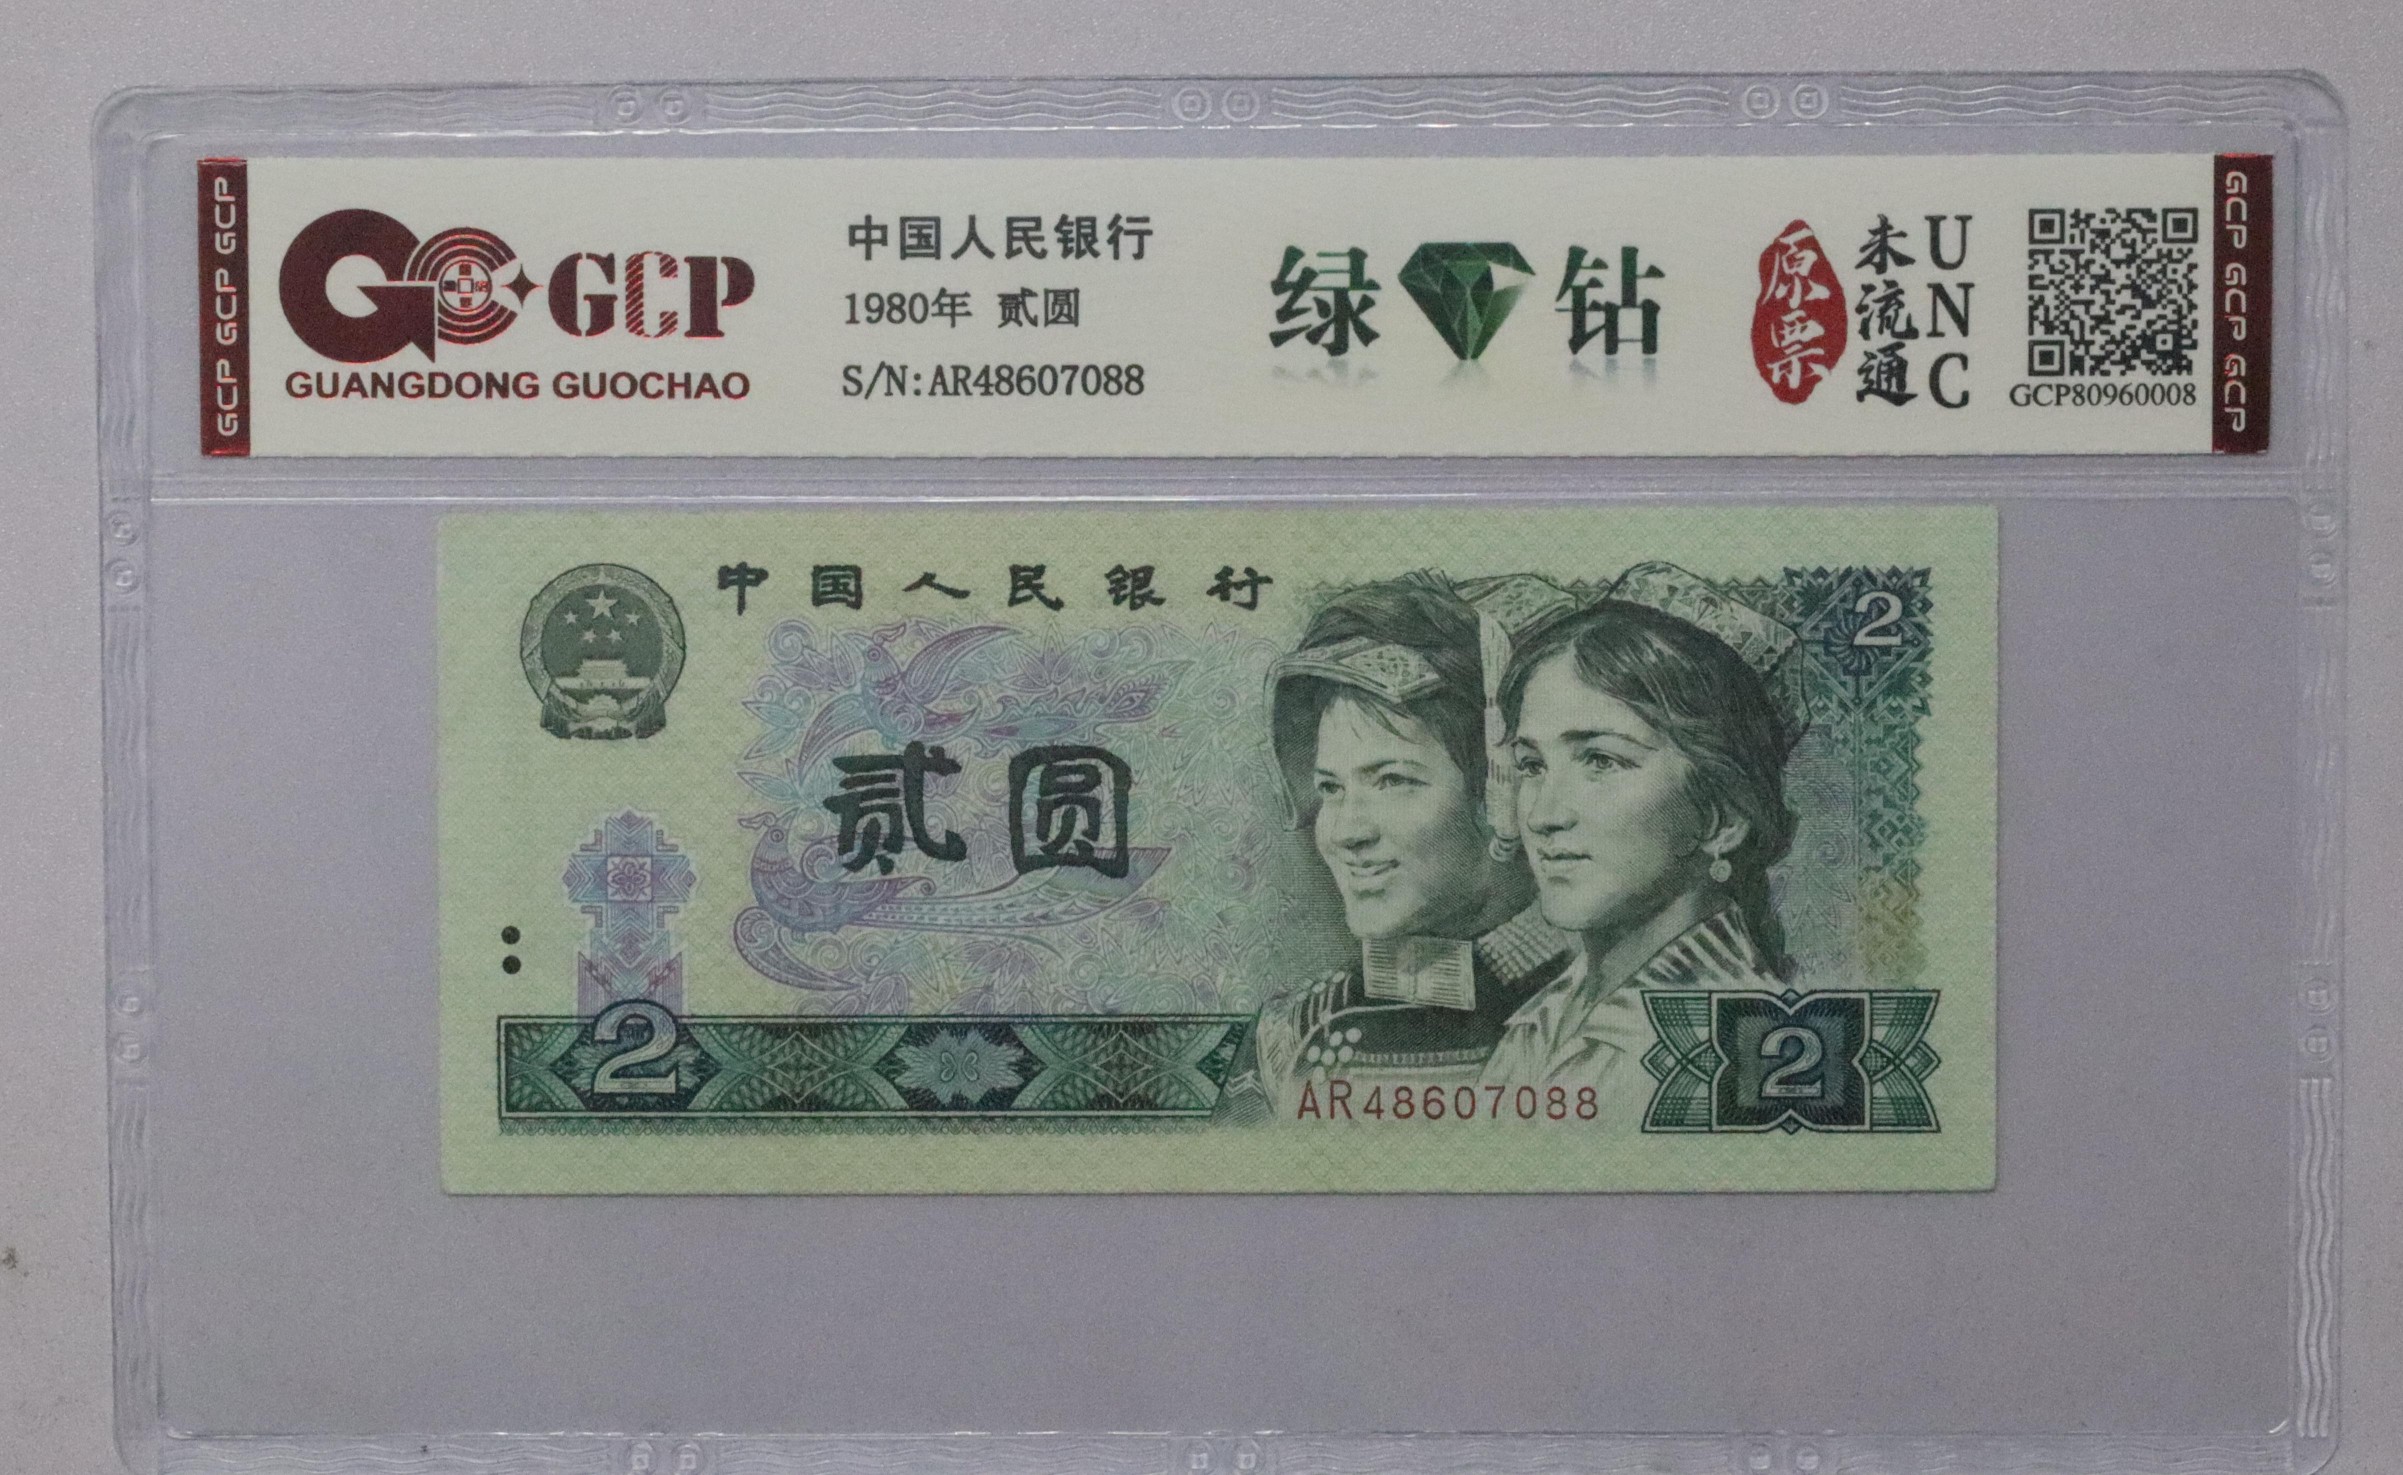 GCP GCP GCP
GCP
GUANGDONG GUOCHAO
中国人民银行
1980年 贰圆
S/N:AR48607088
绿钻
原票
未流通
UNC
GCP80960008
GCP GCP GCP
中国人民银行
2
贰圆
2
AR48607088
2